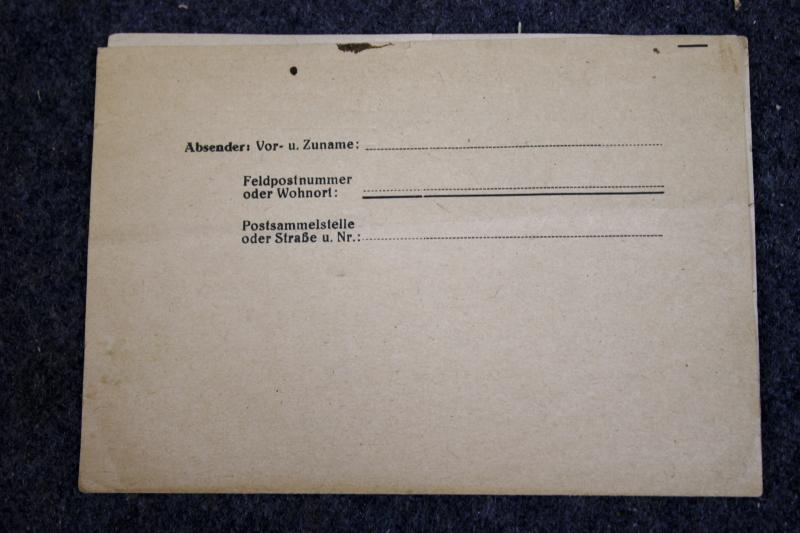 Absender: Vor- u. Zuname:
Feldpostnummer
oder Wohnort:
Postsammelstelle
oder Straße u. Nr.: